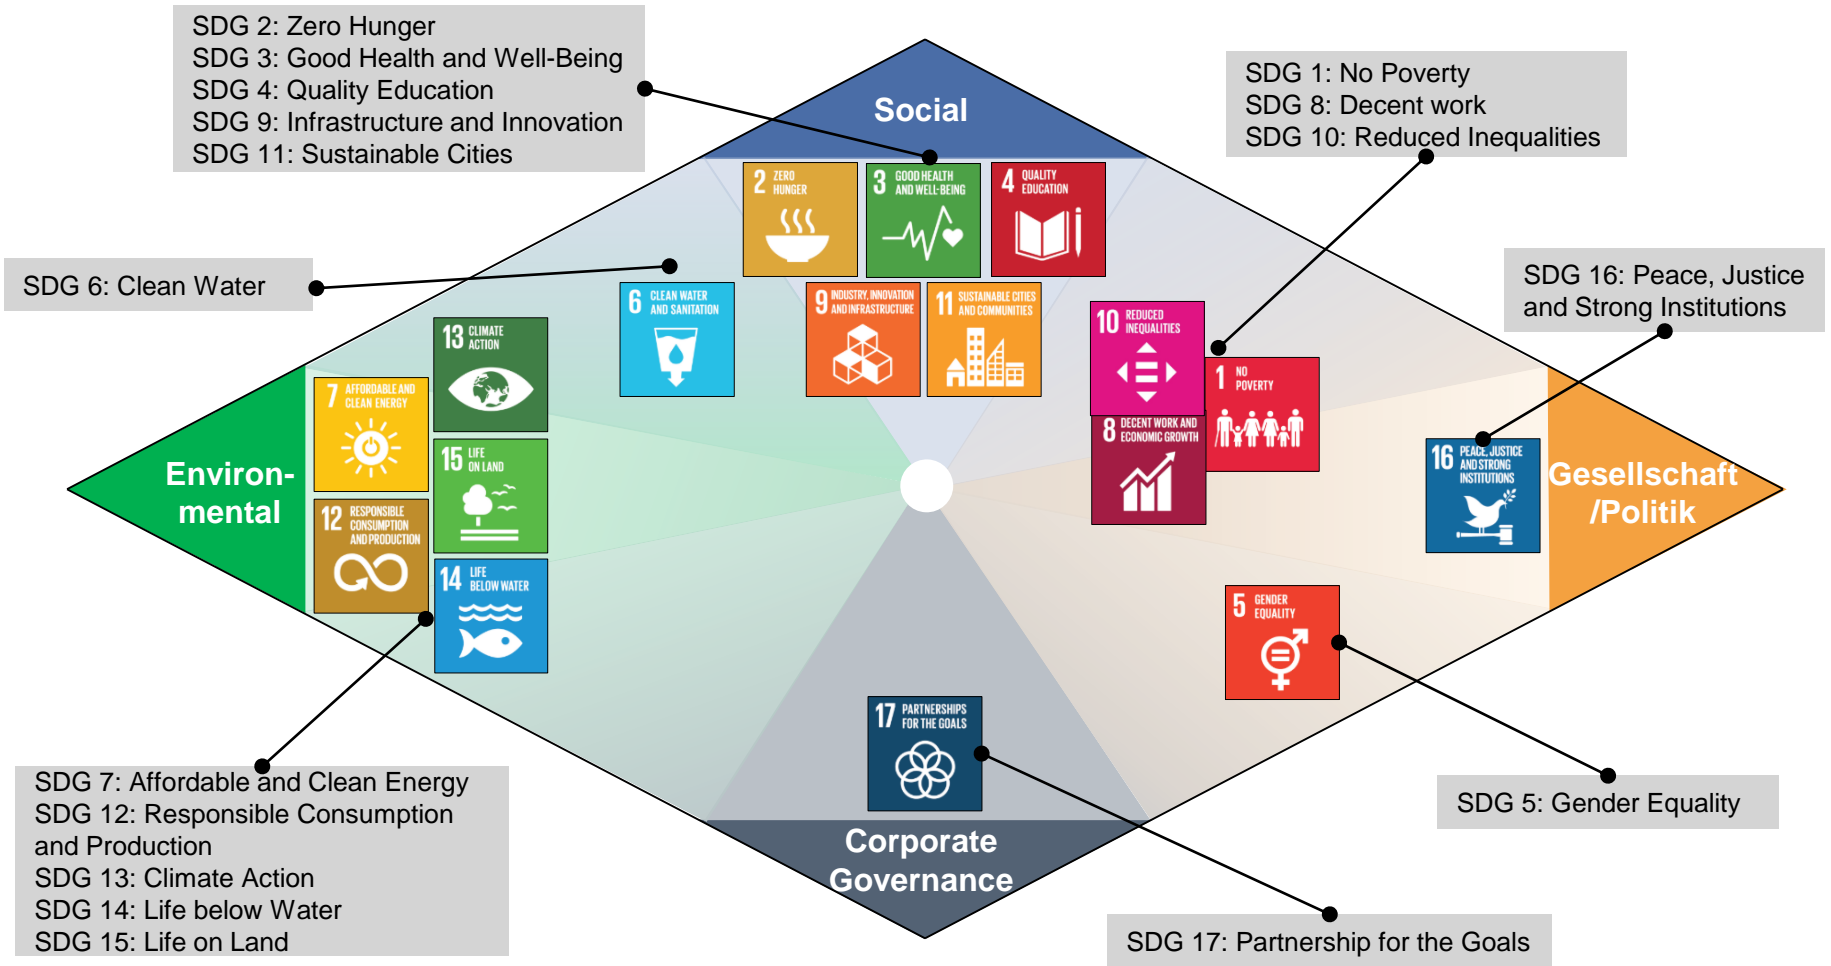 SDG 2: Zero Hunger
SDG 3: Good Health and Well-Being
SDG 4: Quality Education
SDG 9: Infrastructure and Innovation
SDG 11: Sustainable Cities
SDG 1: No Poverty
SDG 8: Decent work
SDG 10: Reduced Inequalities
Social
2 ZERO
HUNGER
3 GOOD HEALTH
AND WELL-BEING
4 QUALITY
EDUCATION
SDG 6: Clean Water
SDG 16: Peace, Justice
and Strong Institutions
6 CLEAN WATER
AND SANITATION
9 INDUSTRY, INNOVATION
AND INFRASTRUCTURE
11 SUSTAINABLE CITIES
AND COMMUNITIES
10 REDUCED
INEQUALITIES
13 CLIMATE
ACTION
7 AFFORDABLE AND
CLEAN ENERGY
1 NO
POVERTY
8 DECENT WORK AND
ECONOMIC GROWTH
15 LIFE
ON LAND
16 PEACE, JUSTICE
AND STRONG
INSTITUTIONS
Environ-
mental
Gesellschaft
/Politik
12 RESPONSIBLE
CONSUMPTION
AND PRODUCTION
14 LIFE
BELOW WATER
5 GENDER
EQUALITY
17 PARTNERSHIPS
FOR THE GOALS
SDG 7: Affordable and Clean Energy
SDG 12: Responsible Consumption
and Production
SDG 13: Climate Action
SDG 14: Life below Water
SDG 15: Life on Land
Corporate
Governance
SDG 5: Gender Equality
SDG 17: Partnership for the Goals